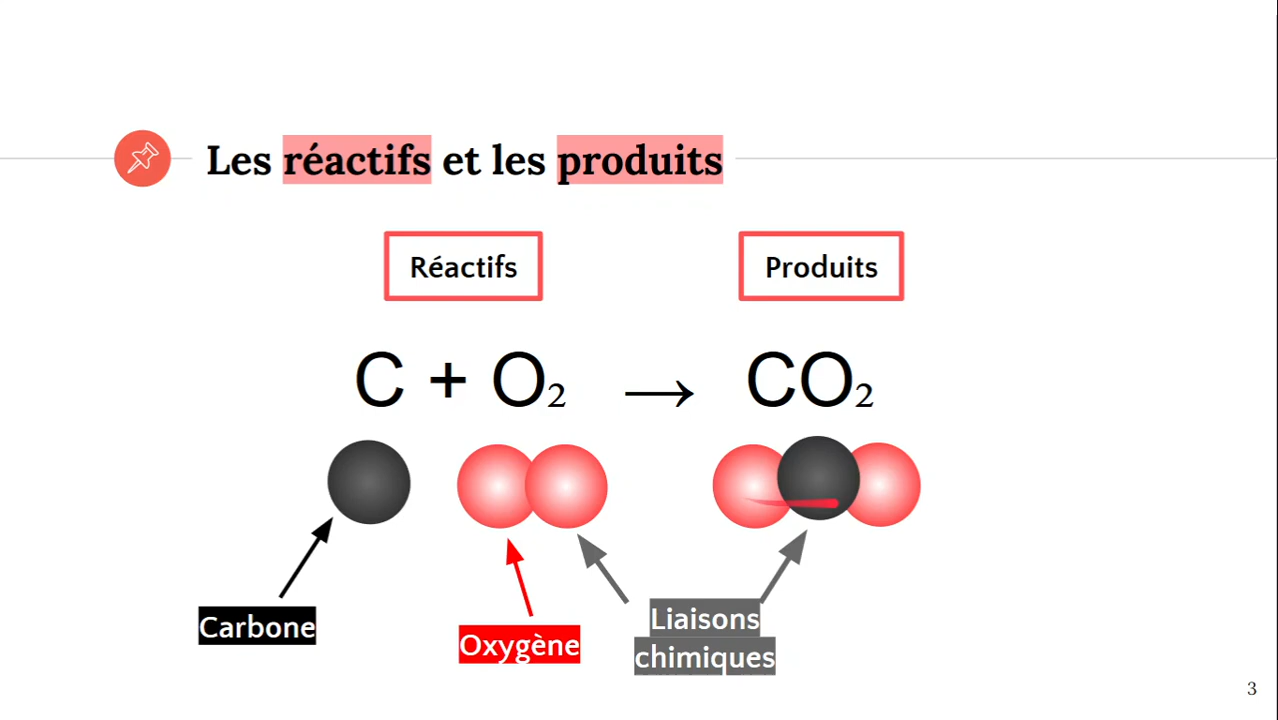 Les réactifs et les produits
Réactifs
Produits
C + O₂ → CO₂
Carbone
Oxygène
Liaisons
chimiques
3